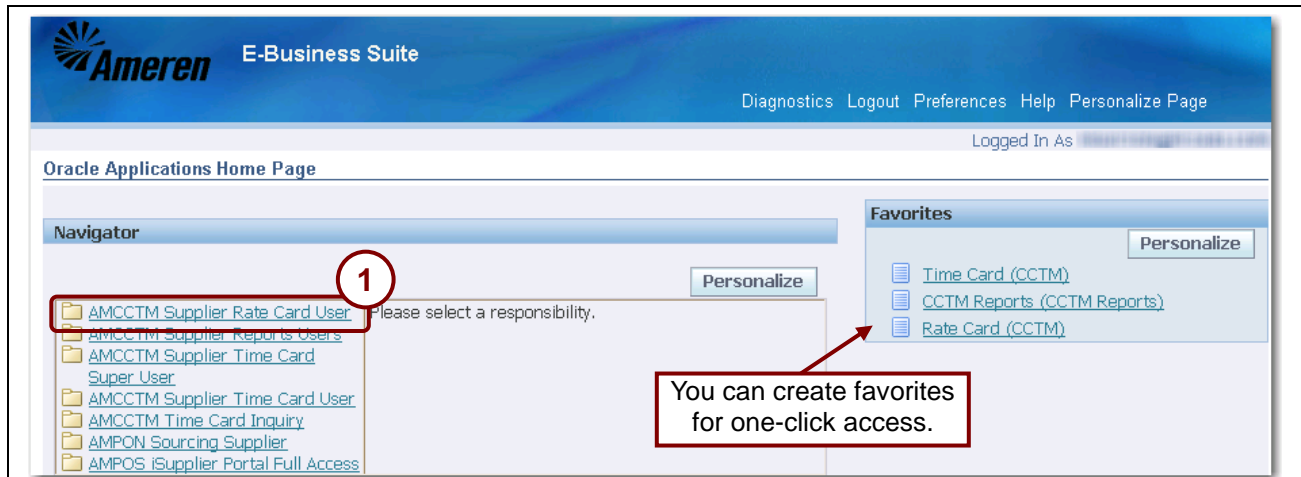 Ameren
E-Business Suite
Diagnostics Logout Preferences Help Personalize Page
Logged In As
Oracle Applications Home Page
Navigator
Personalize
1
AMCCTM Supplier Rate Card User
AMCCTM Supplier Reports Users
AMCCTM Supplier Time Card
Super User
AMCCTM Supplier Time Card User
AMCCTM Time Card Inquiry
AMPON Sourcing Supplier
AMPOS iSupplier Portal Full Access
Please select a responsibility.
Favorites
Personalize
Time Card (CCTM)
CCTM Reports (CCTM Reports)
Rate Card (CCTM)
You can create favorites
for one-click access.